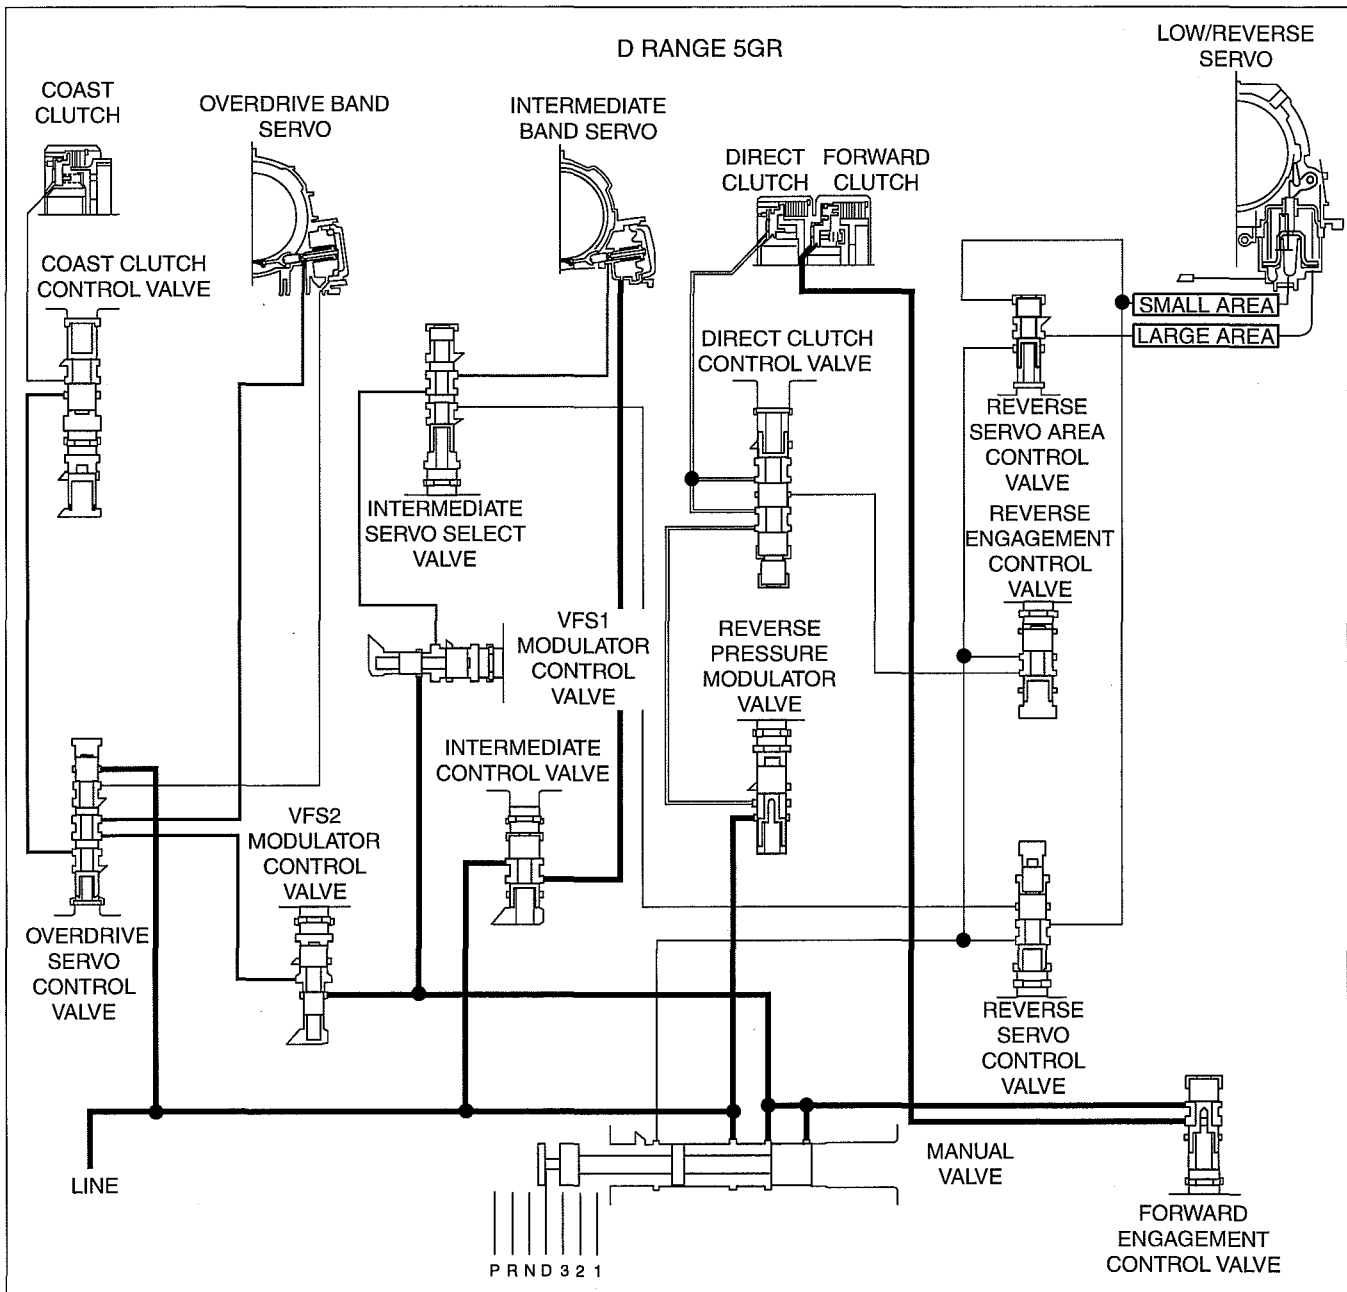 D RANGE 5GR
LOW/REVERSE
SERVO
COAST
CLUTCH
OVERDRIVE BAND
SERVO
INTERMEDIATE
BAND SERVO
DIRECT
CLUTCH
FORWARD
CLUTCH
COAST CLUTCH
CONTROL VALVE
SMALL AREA
LARGE AREA
DIRECT CLUTCH
CONTROL VALVE
REVERSE
SERVO AREA
CONTROL
VALVE
INTERMEDIATE
SERVO SELECT
VALVE
REVERSE
ENGAGEMENT
CONTROL
VALVE
VFS1
MODULATOR
CONTROL
VALVE
REVERSE
PRESSURE
MODULATOR
VALVE
INTERMEDIATE
CONTROL VALVE
VFS2
MODULATOR
CONTROL
VALVE
OVERDRIVE
SERVO
CONTROL
VALVE
REVERSE
SERVO
CONTROL
VALVE
LINE
MANUAL
VALVE
FORWARD
ENGAGEMENT
CONTROL VALVE
P R N D 3 2 1